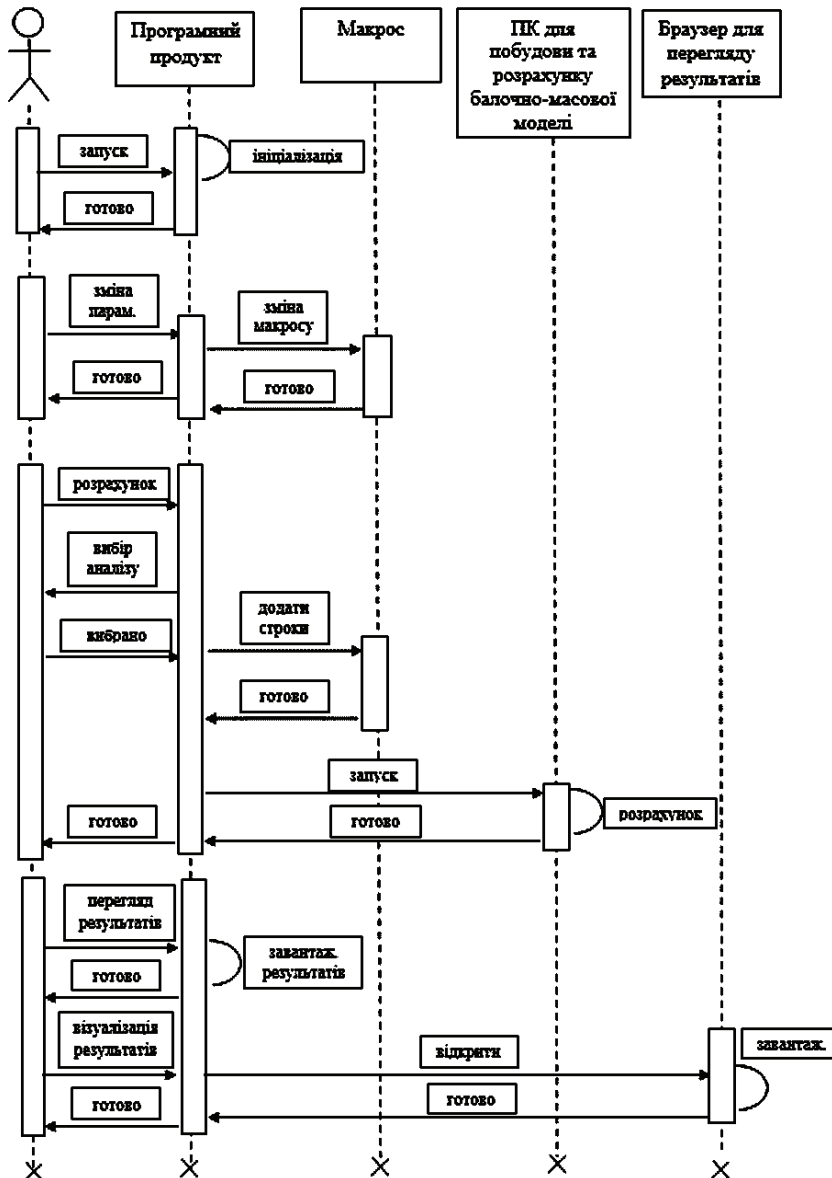 Програмний
продукт
Макрос
ПК для
побудови та
розрахунку
балочно-масової
моделі
Браузер для
перегляду
результатів
запуск
ініціалізація
готово
зміна
парам.
зміна
макросу
готово
готово
розрахунок
вибір
аналізу
вибрано
додати
строки
готово
запуск
розрахунок
готово
готово
перегляд
результатів
завантаж.
результатів
готово
візуалізація
результатів
відкрити
завантаж.
готово
готово